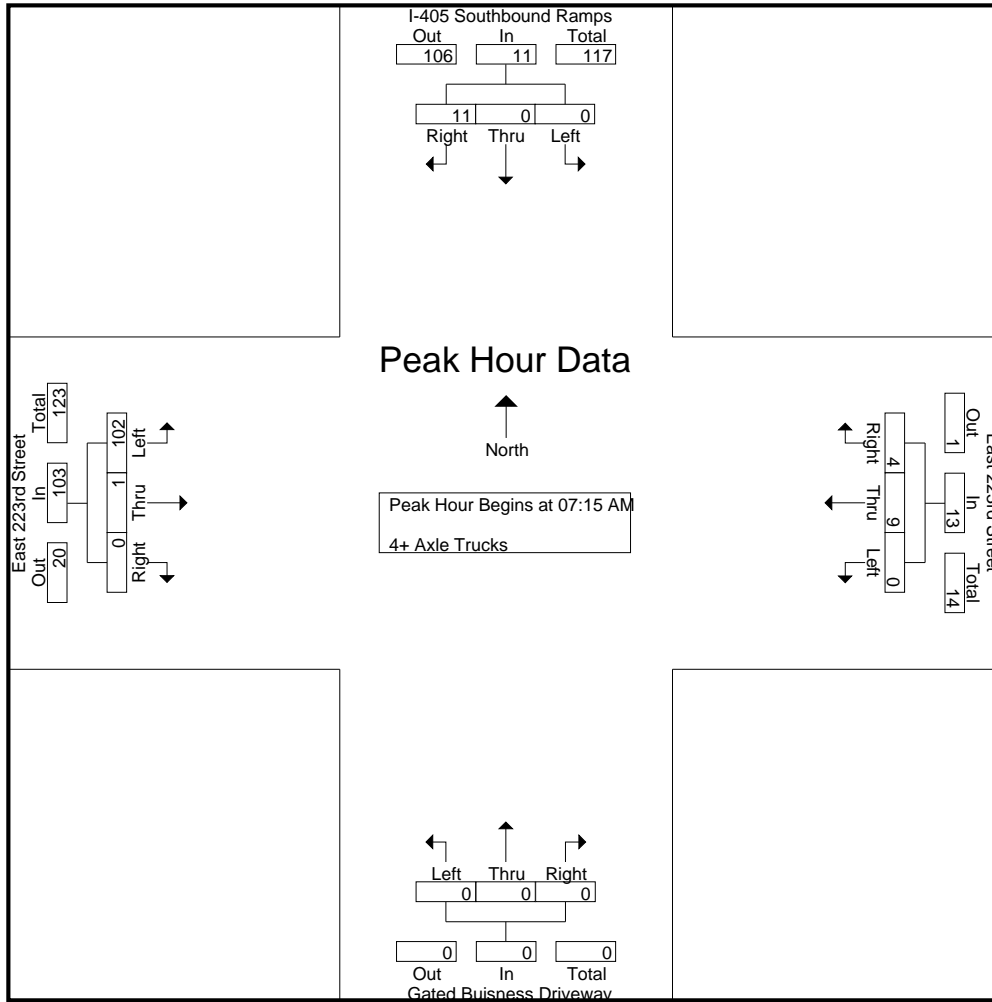 I-405 Southbound Ramps
Out In Total
106 11 117
11 0 0
Right Thru Left
Peak Hour Data
North
Peak Hour Begins at 07:15 AM
4+ Axle Trucks
East 223rd Street
Total In Out
123 103 20
102 1 0
Left Thru Right
East 223rd Street
Out In Total
1 13 14
4 9 0
Right Thru Left
Left Thru Right
0 0 0
0 0 0
Out In Total
Gated Buisness Driveway